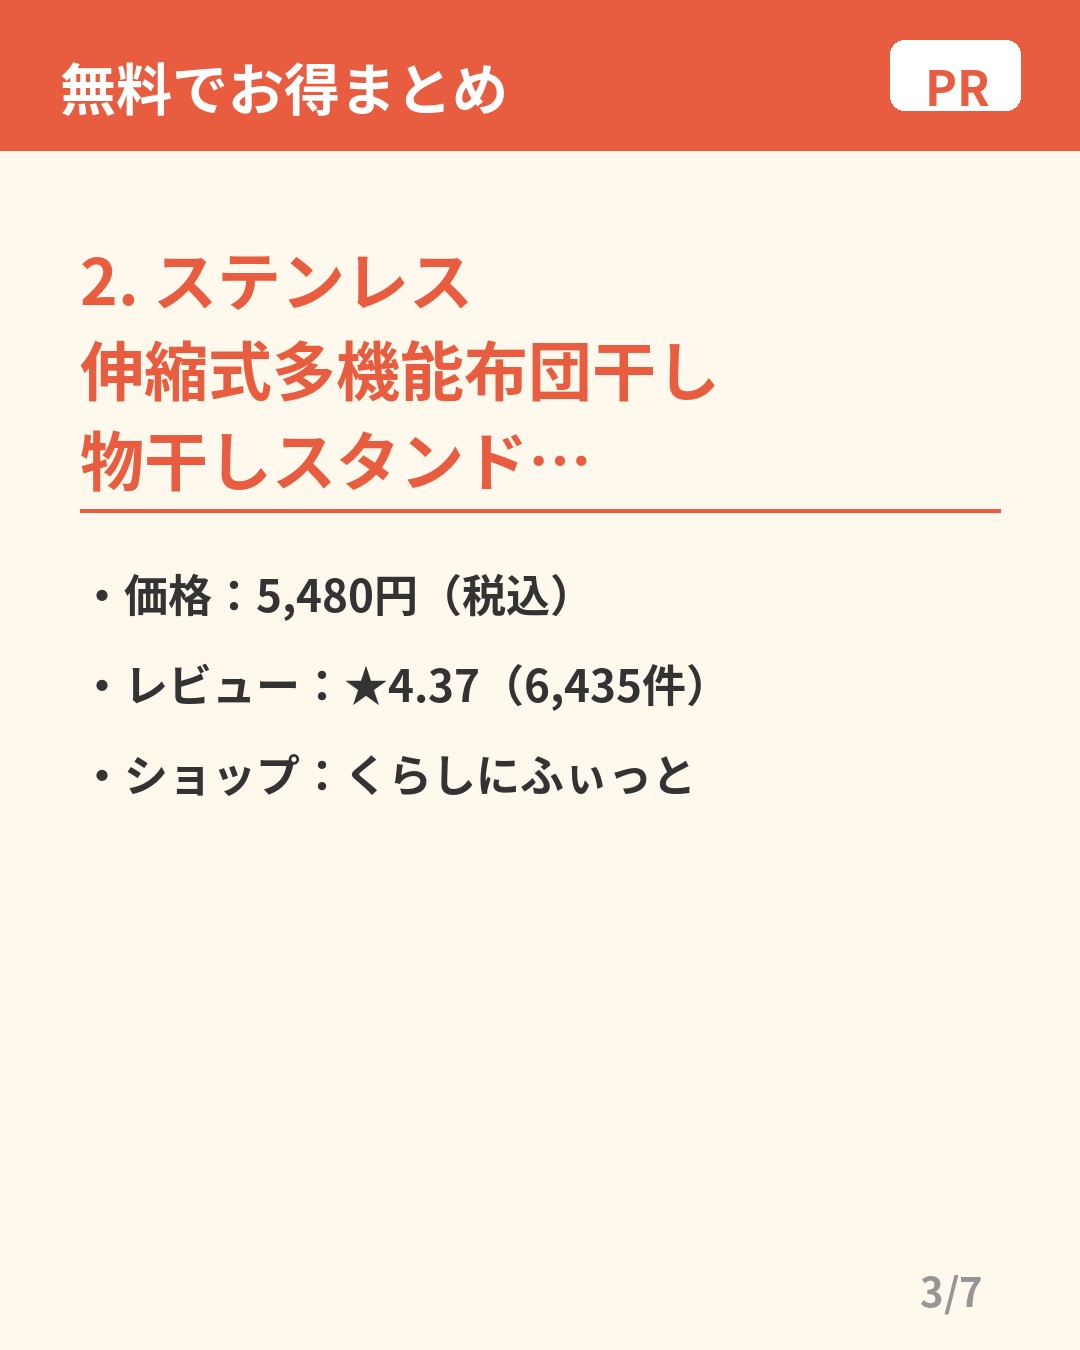 無料でお得まとめ
PR
2. ステンレス
伸縮式多機能布団干し
物干しスタンド…
・価格：5,480円（税込）
・レビュー：★4.37（6,435件）
・ショップ：くらしにふぃっと
3/7